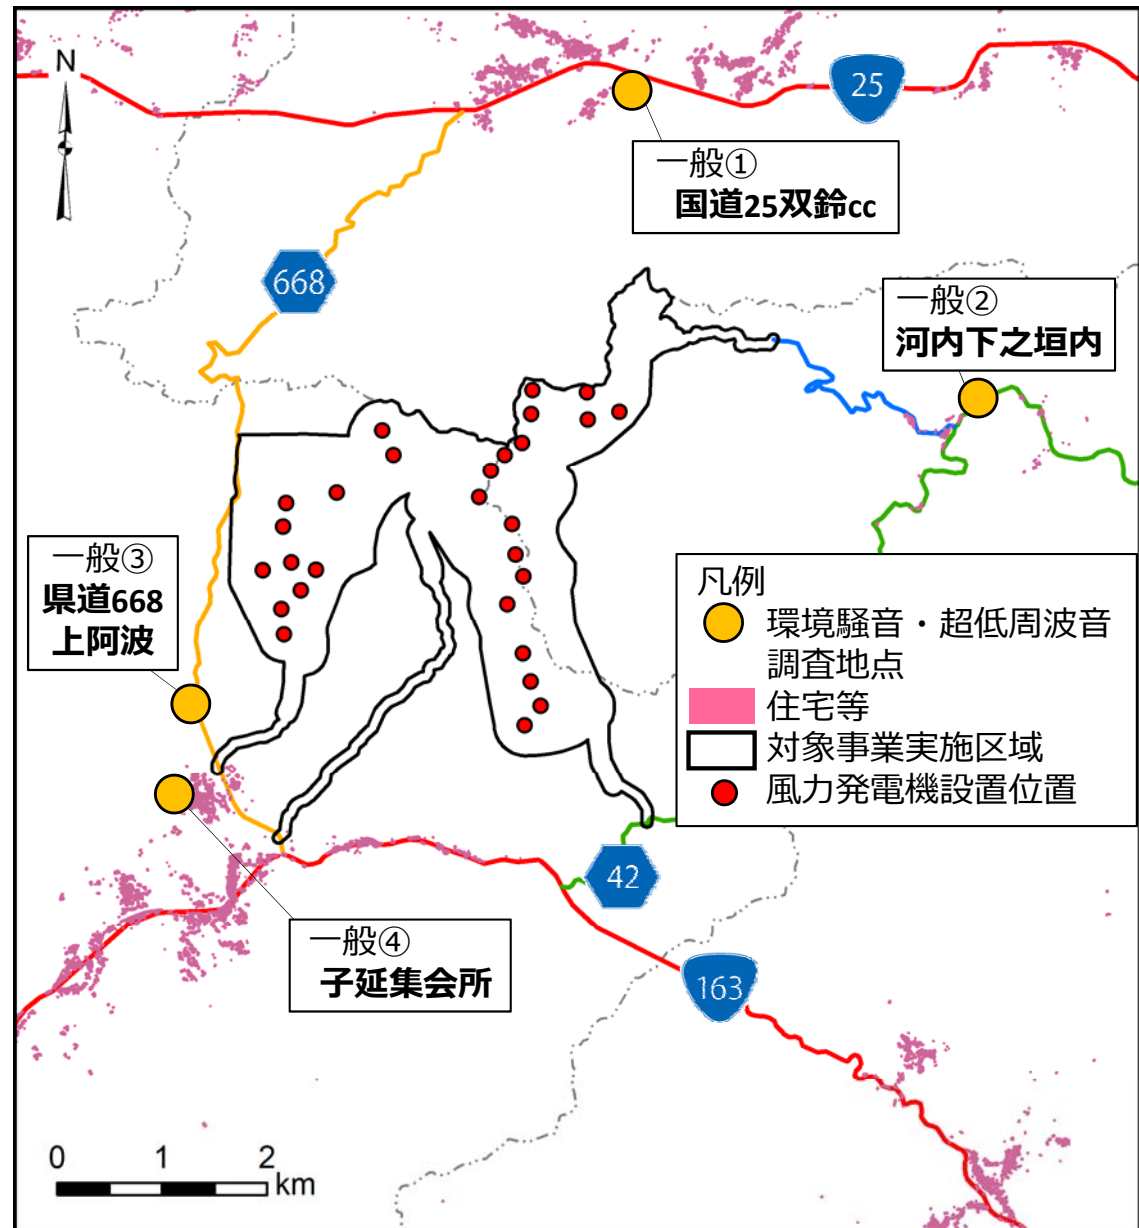 N
25
一般①
国道25双鈴cc
668
一般②
河内下之垣内
一般③
県道668
上阿波
凡例
環境騒音・超低周波音
調査地点
住宅等
対象事業実施区域
風力発電機設置位置
42
一般④
子延集会所
163
0 1 2
km